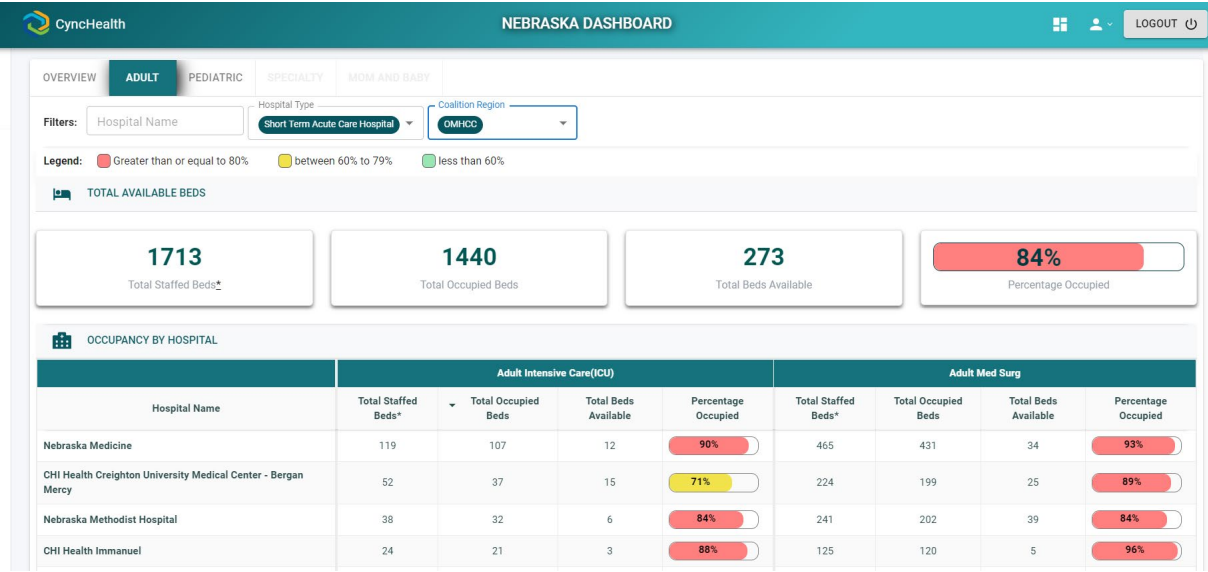 CyncHealth
NEBRASKA DASHBOARD
LOGOUT
OVERVIEW ADULT PEDIATRIC SPECIALTY MOM AND BABY
Filters: Hospital Name Hospital Type Short Term Acute Care Hospital Coalition Region OMHCC
Legend: Greater than or equal to 80% between 60% to 79% less than 60%
TOTAL AVAILABLE BEDS
1713 1440 273 84%
Total Staffed Beds* Total Occupied Beds Total Beds Available Percentage Occupied
OCCUPANCY BY HOSPITAL
Adult Intensive Care(ICU) Adult Med Surg
Hospital Name Total Staffed Beds* Total Occupied Beds Total Beds Available Percentage Occupied Total Staffed Beds* Total Occupied Beds Total Beds Available Percentage Occupied
Nebraska Medicine 119 107 12 90% 465 431 34 93%
CHI Health Creighton University Medical Center - Bergan Mercy 52 37 15 71% 224 199 25 89%
Nebraska Methodist Hospital 38 32 6 84% 241 202 39 84%
CHI Health Immanuel 24 21 3 88% 125 120 5 96%